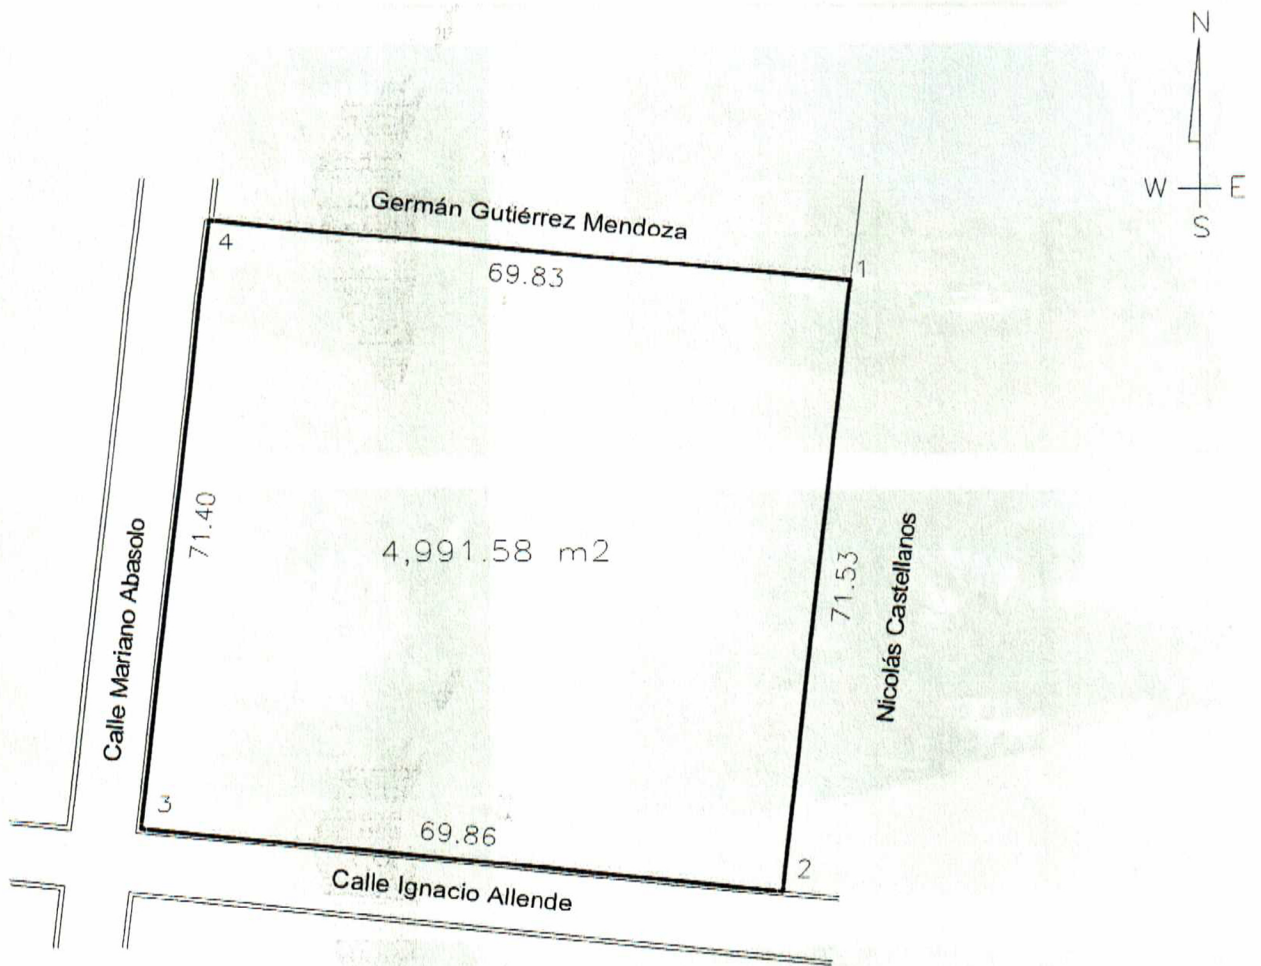 N
W E
S
Germán Gutiérrez Mendoza
4
1
69.83
71.40
4,991.58 m2
71.53
Calle Mariano Abasolo
Nicolás Castellanos
3
69.86
2
Calle Ignacio Allende